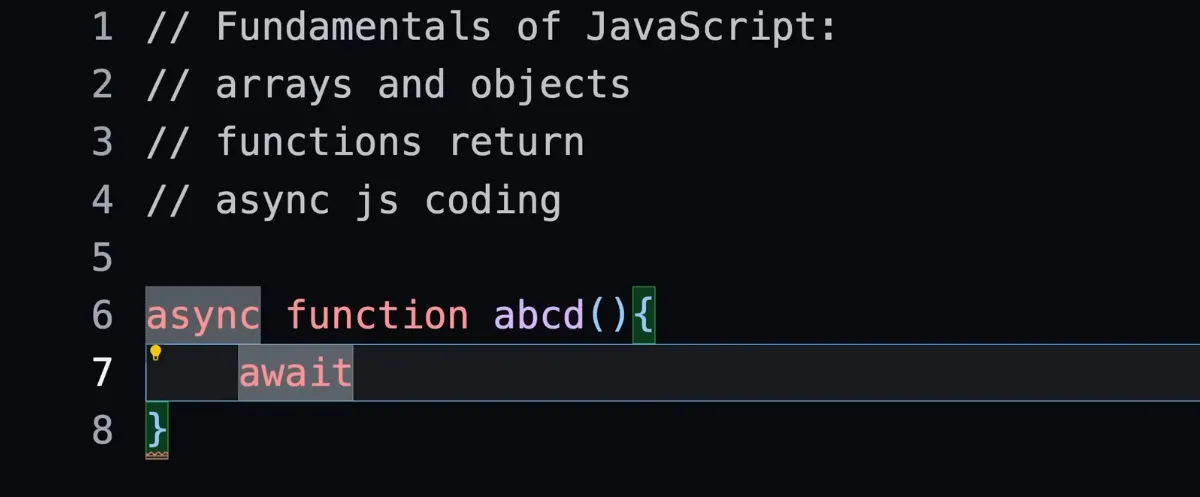 1 // Fundamentals of JavaScript:
2 // arrays and objects
3 // functions return
4 // async js coding
5
6 async function abcd(){
7     await
8 }